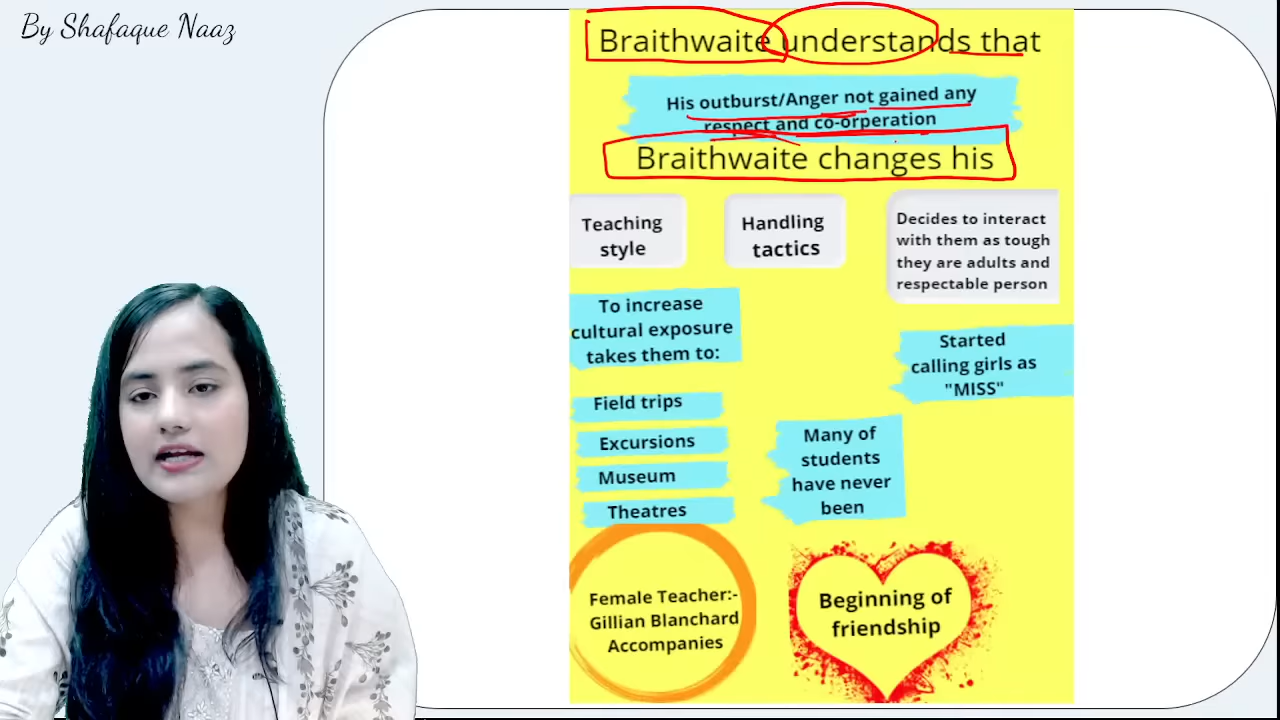 By Shafaque Naaz
Braithwaite understands that
His outburst/Anger not gained any
respect and co-orperation
Braithwaite changes his
Teaching
style
Handling
tactics
Decides to interact
with them as tough
they are adults and
respectable person
To increase
cultural exposure
takes them to:
Started
calling girls as
"MISS"
Field trips
Excursions
Museum
Theatres
Many of
students
have never
been
Female Teacher:-
Gillian Blanchard
Accompanies
Beginning of
friendship